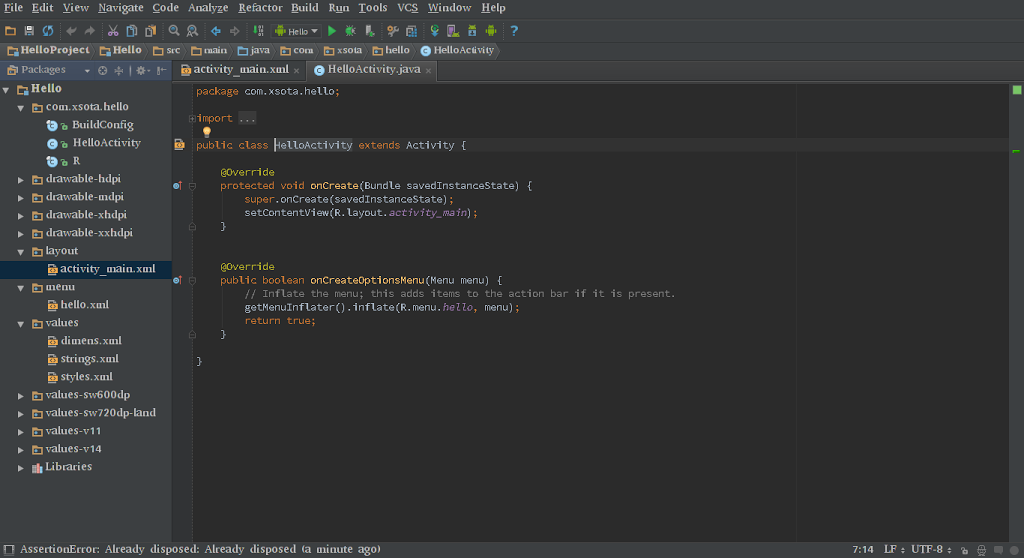 File Edit View Navigate Code Analyze Refactor Build Run Tools VCS Window Help
Hello
HelloProject Hello src main java com xsota hello HelloActivity
Packages
activity_main.xml HelloActivity.java
Hello
com.xsota.hello
BuildConfig
HelloActivity
R
drawable-hdpi
drawable-mdpi
drawable-xhdpi
drawable-xxhdpi
layout
activity_main.xml
menu
hello.xml
values
dimens.xml
strings.xml
styles.xml
values-sw600dp
values-sw720dp-land
values-v11
values-v14
Libraries
package com.xsota.hello;
import ...
public class HelloActivity extends Activity {
@Override
protected void onCreate(Bundle savedInstanceState) {
super.onCreate(savedInstanceState);
setContentView(R.layout.activity_main);
}
@Override
public boolean onCreateOptionsMenu(Menu menu) {
// Inflate the menu; this adds items to the action bar if it is present.
getMenuInflater().inflate(R.menu.hello, menu);
return true;
}
}
AssertionError: Already disposed: Already disposed (a minute ago) 7:14 LF UTF-8